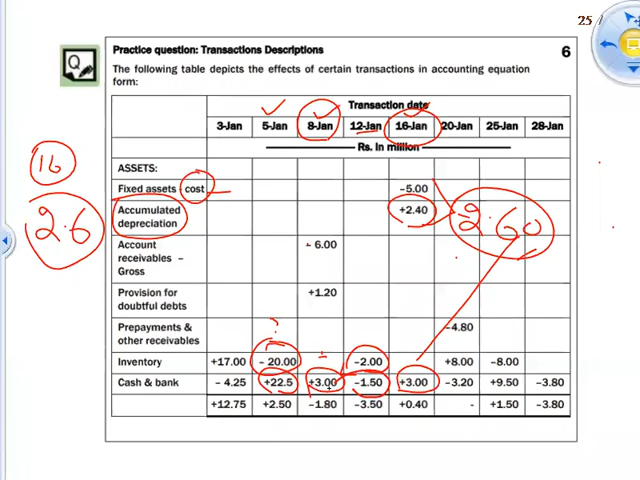 25 /
Q
Practice question: Transactions Descriptions 6
The following table depicts the effects of certain transactions in accounting equation
form:
Transaction date
3-Jan 5-Jan 8-Jan 12-Jan 16-Jan 20-Jan 25-Jan 28-Jan
Rs. In million
ASSETS:
Fixed assets cost −5.00
Accumulated
depreciation +2.40
Account
receivables –
Gross - 6.00
Provision for
doubtful debts +1.20
Prepayments &
other receivables −4.80
Inventory +17.00 − 20.00 −2.00 +8.00 −8.00
Cash & bank − 4.25 +22.5 +3.00 −1.50 +3.00 −3.20 +9.50 −3.80
+12.75 +2.50 −1.80 −3.50 +0.40 - +1.50 −3.80
16
2.6
2.60
?